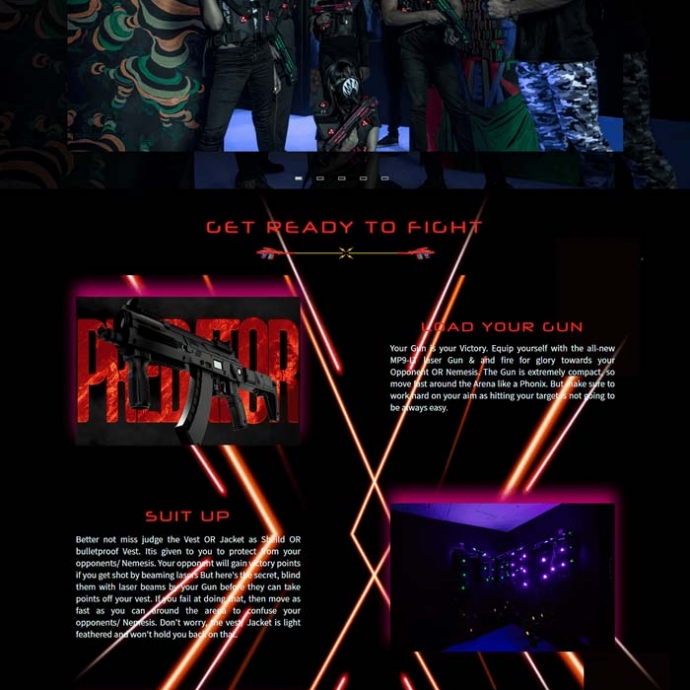 GET READY TO FIGHT
PREDATOR
LOAD YOUR GUN
Your Gun is your Victory. Equip yourself with the all-new
MP9-LT laser Gun & and fire for glory towards your
Opponent OR Nemesis. The Gun is extremely compact, so
move fast around the Arena like a Phonix. But make sure to
work hard on your aim as hitting your target is not going to
be always easy.
SUIT UP
Better not miss judge the Vest OR Jacket as Sheild OR
bulletproof Vest. Itis given to you to protect from your
opponents/ Nemesis. Your opponent will gain victory points
if you get shot by beaming lasers But here's the secret, blind
them with laser beams by your Gun before they can take
points off your vest. If you fail at doing that, then move as
fast as you can around the arena to confuse your
opponents/ Nemesis. Don't worry, the vest/ Jacket is light
feathered and won't hold you back on that.